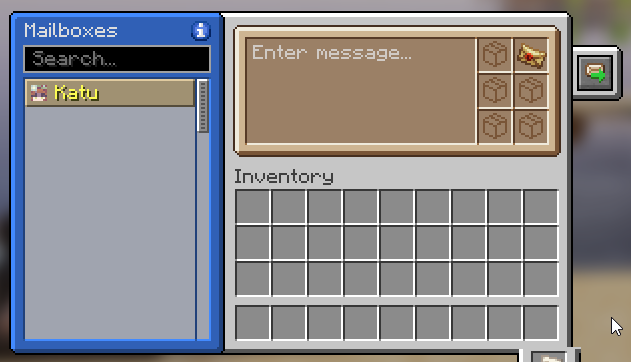 Mailboxes
i
Search...
Katu
Enter message...
Inventory